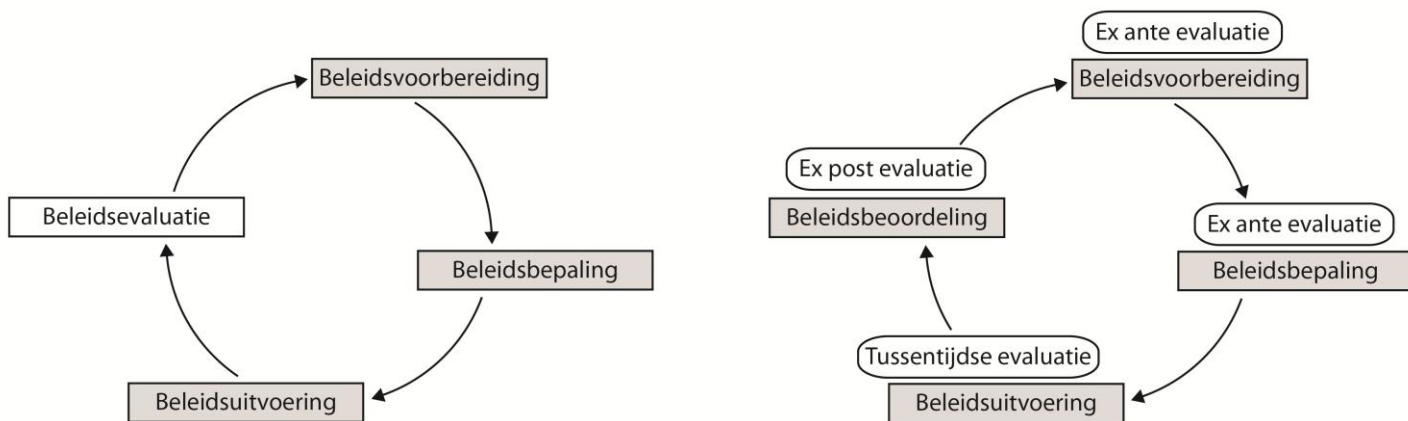 Beleidsvoorbereiding
Beleidsevaluatie
Beleidsbepaling
Beleidsuitvoering
Ex ante evaluatie
Beleidsvoorbereiding
Ex post evaluatie
Beleidsbeoordeling
Ex ante evaluatie
Beleidsbepaling
Tussentijdse evaluatie
Beleidsuitvoering